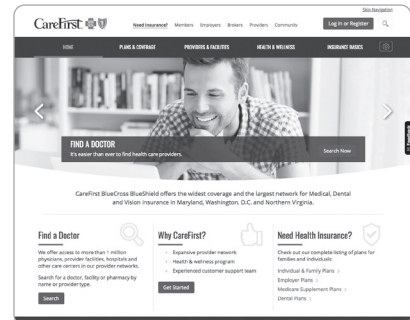 Skip Navigation
CareFirst
Need Insurance? Members Employers Brokers Providers Community
Log In or Register
HOME PLANS & COVERAGE PROVIDERS & FACILITIES HEALTH & WELLNESS INSURANCE BASICS
FIND A DOCTOR
It's easier than ever to find health care providers.
Search Now
Feedback
CareFirst BlueCross BlueShield offers the widest coverage and the largest network for Medical, Dental
and Vision insurance in Maryland, Washington, D.C. and Northern Virginia.
Find a Doctor
We offer access to more than 1 million
physicians, provider facilities, hospitals and
other care centers in our provider networks.
Search for a doctor, facility or pharmacy by
name or provider type.
Search
Why CareFirst?
Expansive provider network
Health & wellness program
Experienced customer support team
Get Started
Need Health Insurance?
Check out our complete listing of plans for
families and individuals:
Individual & Family Plans >
Employer Plans >
Medicare Supplement Plans >
Dental Plans >